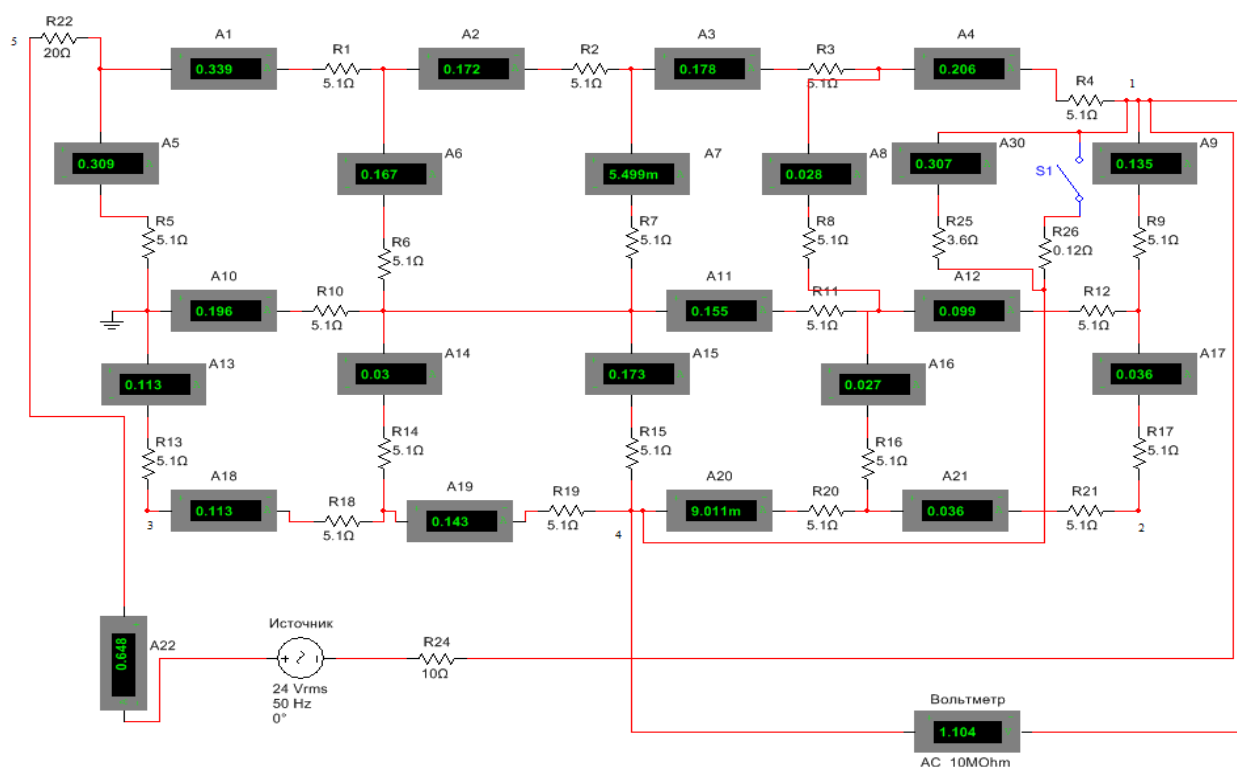 R22
5
20Ω
A1
0.339
R1
5.1Ω
A2
0.172
R2
5.1Ω
A3
0.178
R3
5.1Ω
A4
0.206
R4
5.1Ω
1
A5
0.309
A6
0.167
A7
5.499m
A8
0.028
A30
0.307
S1
A9
0.135
R5
5.1Ω
R6
5.1Ω
R7
5.1Ω
R8
5.1Ω
R25
3.6Ω
R26
0.12Ω
R9
5.1Ω
A10
0.196
R10
5.1Ω
A11
0.155
R11
5.1Ω
A12
0.099
R12
5.1Ω
A13
0.113
A14
0.03
A15
0.173
A16
0.027
A17
0.036
R13
5.1Ω
R14
5.1Ω
R15
5.1Ω
R16
5.1Ω
R17
5.1Ω
3
A18
0.113
R18
5.1Ω
A19
0.143
R19
5.1Ω
4
A20
9.011m
R20
5.1Ω
A21
0.036
R21
5.1Ω
2
A22
0.648
Источник
24 Vrms
50 Hz
0°
R24
10Ω
Вольтметр
1.104
AC 10MOhm